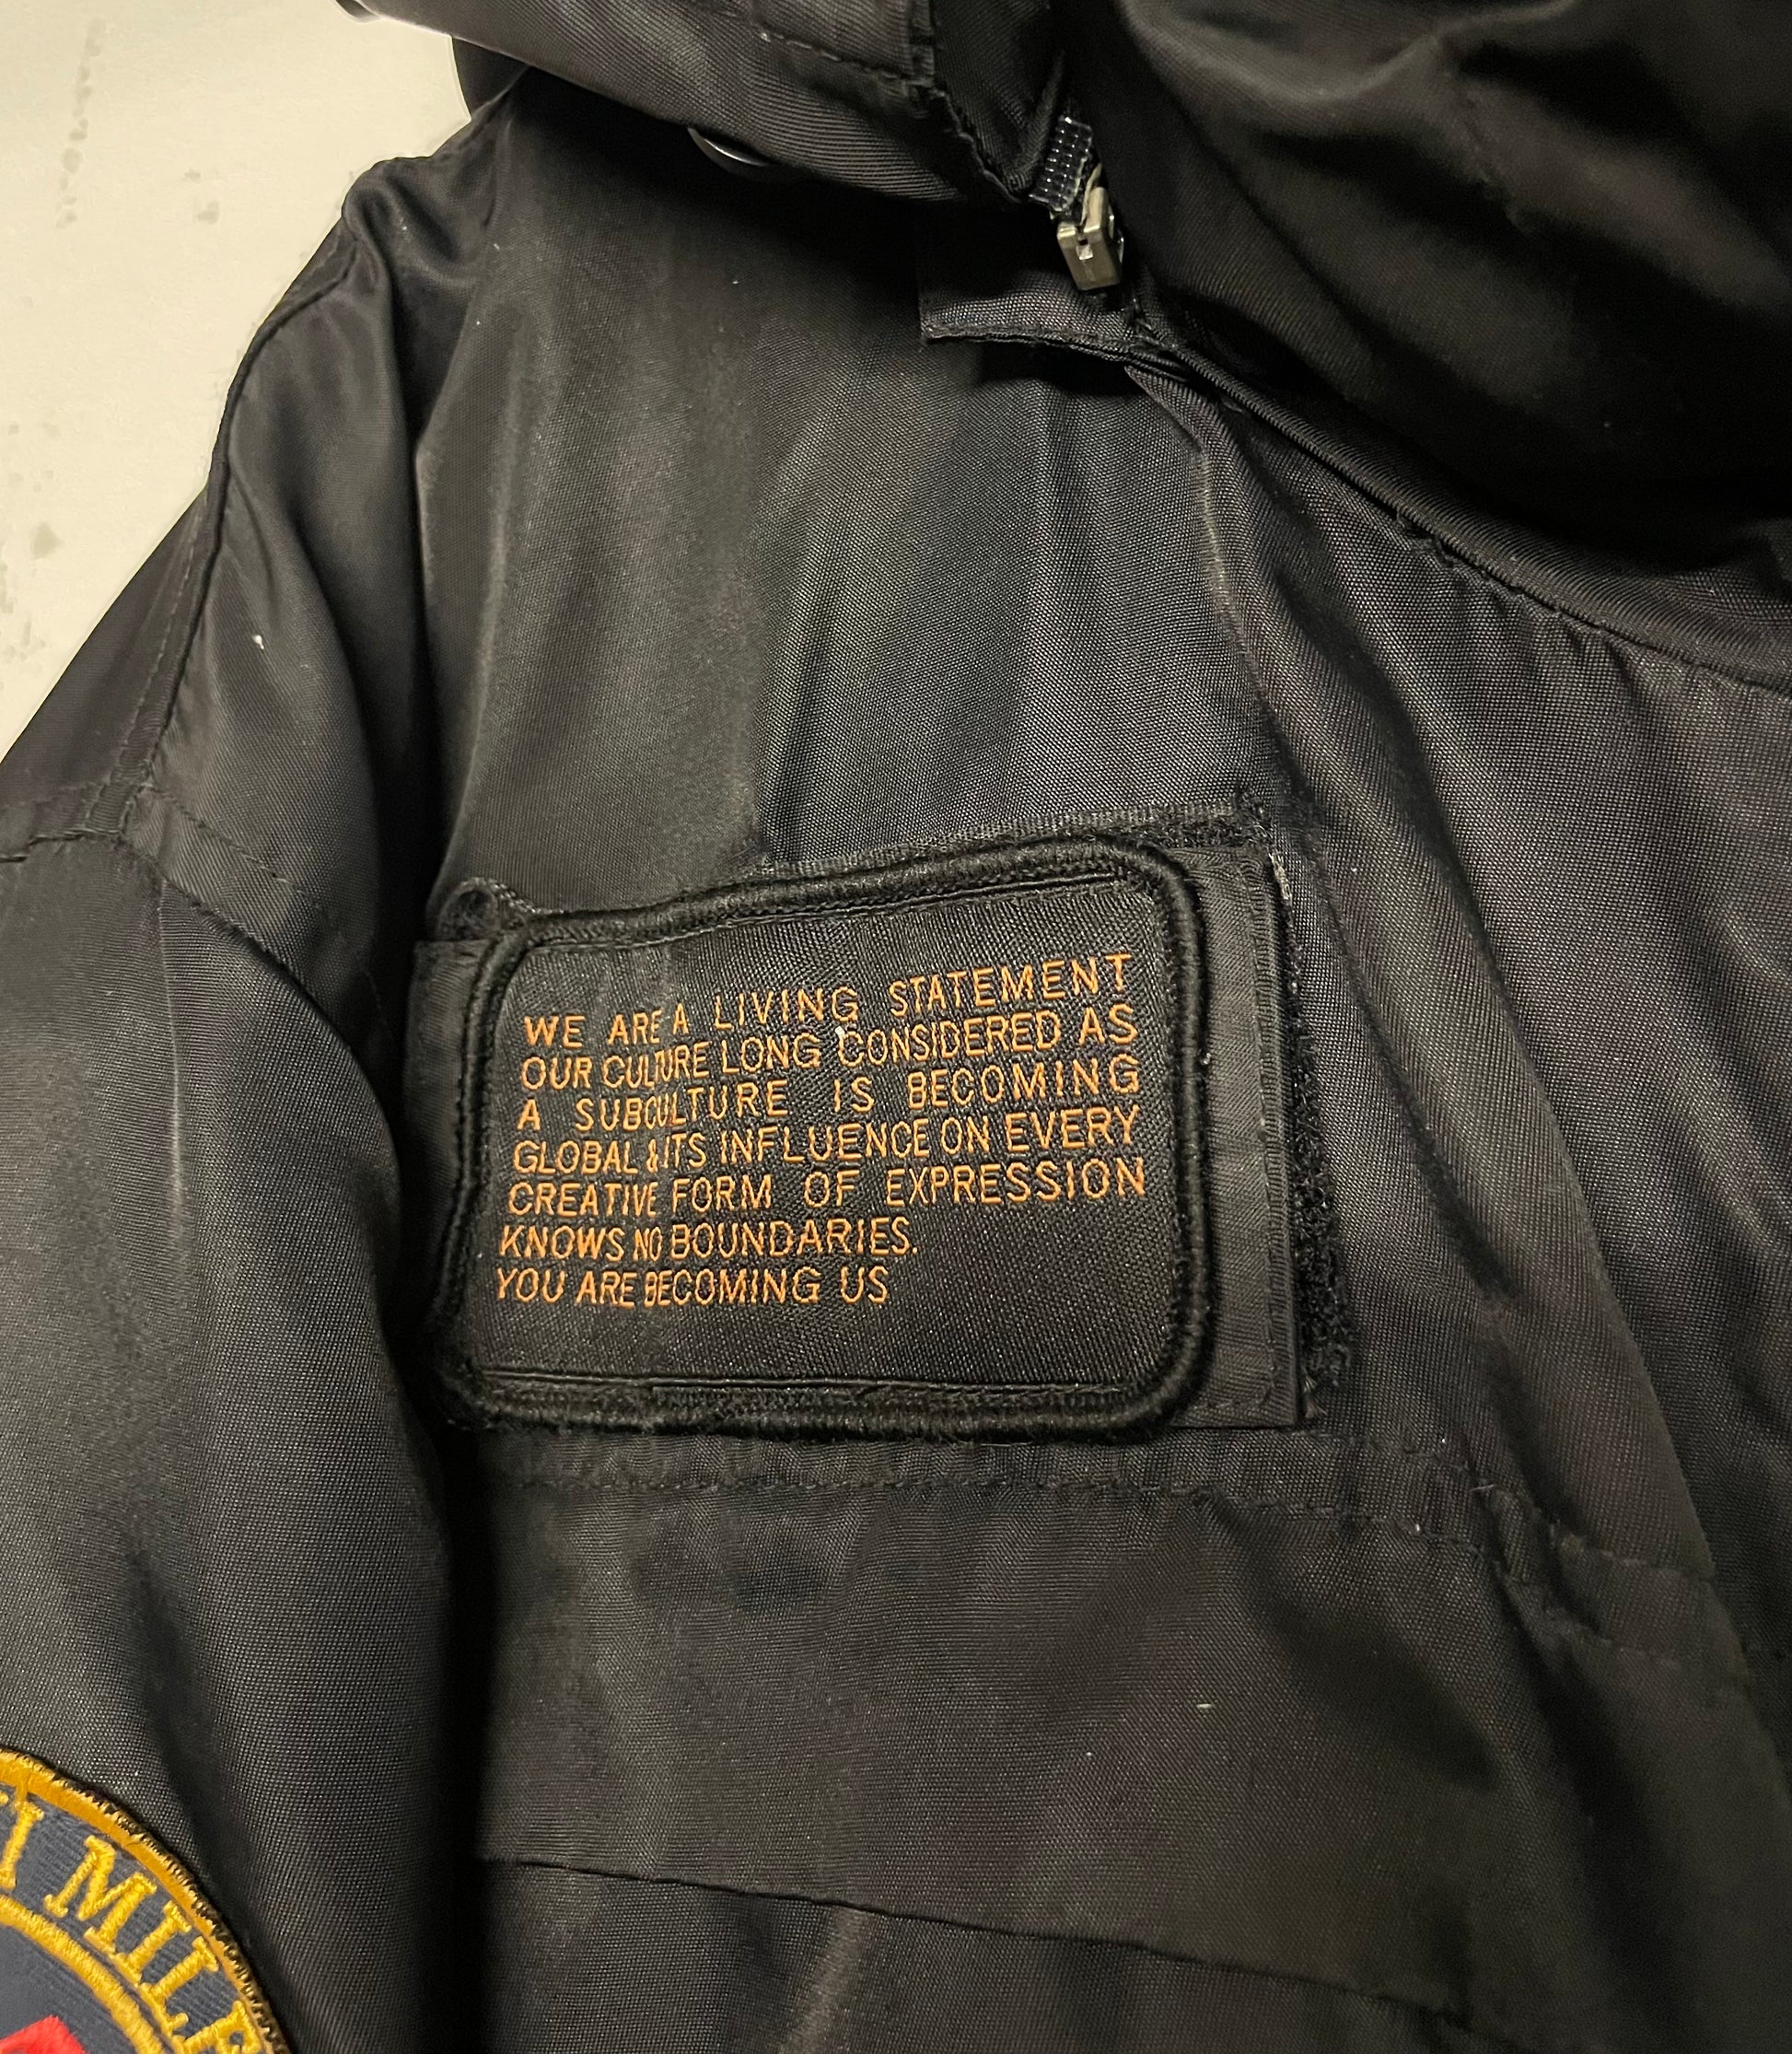 WE ARE A LIVING STATEMENT
OUR CULTURE LONG CONSIDERED AS
A SUBCULTURE IS BECOMING
GLOBAL & ITS INFLUENCE ON EVERY
CREATIVE FORM OF EXPRESSION
KNOWS NO BOUNDARIES.
YOU ARE BECOMING US